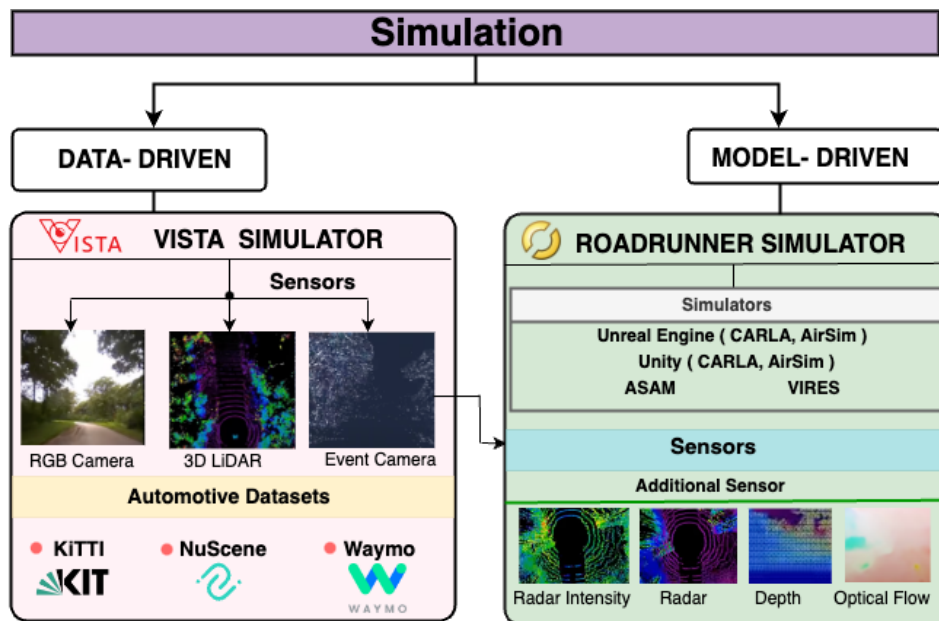 Simulation
DATA- DRIVEN
MODEL- DRIVEN
VISTA
VISTA SIMULATOR
Sensors
RGB Camera
3D LiDAR
Event Camera
Automotive Datasets
KiTTI
NuScene
Waymo
KIT
WAYMO
ROADRUNNER SIMULATOR
Simulators
Unreal Engine ( CARLA, AirSim )
Unity ( CARLA, AirSim )
ASAM VIRES
Sensors
Additional Sensor
Radar Intensity
Radar
Depth
Optical Flow